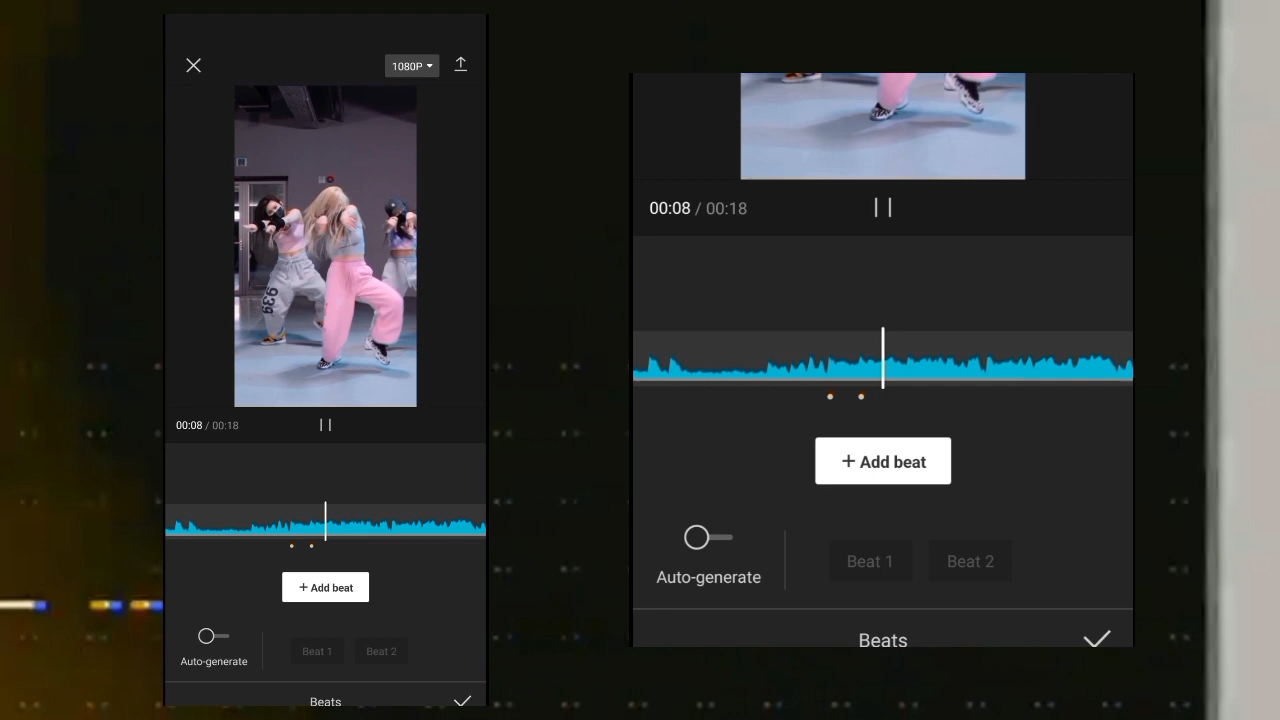 1080P
00:08 / 00:18
+ Add beat
Auto-generate
Beat 1
Beat 2
Beats
00:08 / 00:18
+ Add beat
Auto-generate
Beat 1
Beat 2
Beats